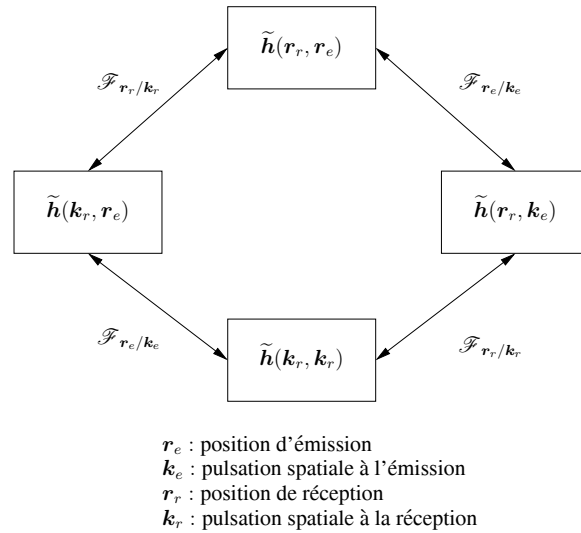 h̃(r_r, r_e)
ℱ_{r_r/k_r} ℱ_{r_e/k_e}
h̃(k_r, r_e) h̃(r_r, k_e)
ℱ_{r_e/k_e} ℱ_{r_r/k_r}
h̃(k_r, k_r)
r_e : position d'émission
k_e : pulsation spatiale à l'émission
r_r : position de réception
k_r : pulsation spatiale à la réception